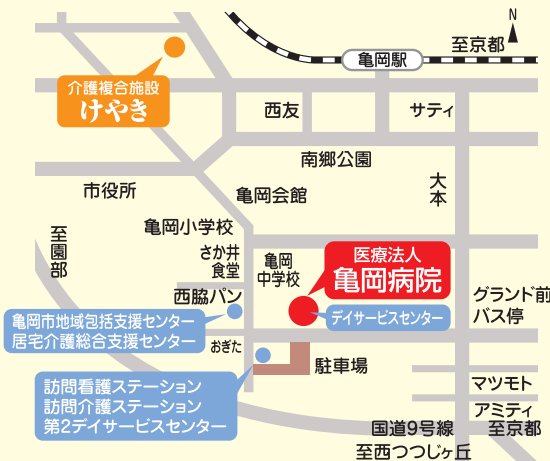 N
至京都
亀岡駅
介護複合施設
けやき
西友
サティ
南郷公園
市役所
亀岡会館
大本
亀岡小学校
至園部
さか井
食堂
亀岡
中学校
医療法人
亀岡病院
西脇パン
グランド前
バス停
亀岡市地域包括支援センター
居宅介護総合支援センター
デイサービスセンター
おぎた
駐車場
訪問看護ステーション
訪問介護ステーション
第2デイサービスセンター
マツモト
アミティ
国道9号線
至京都
至西つつじヶ丘